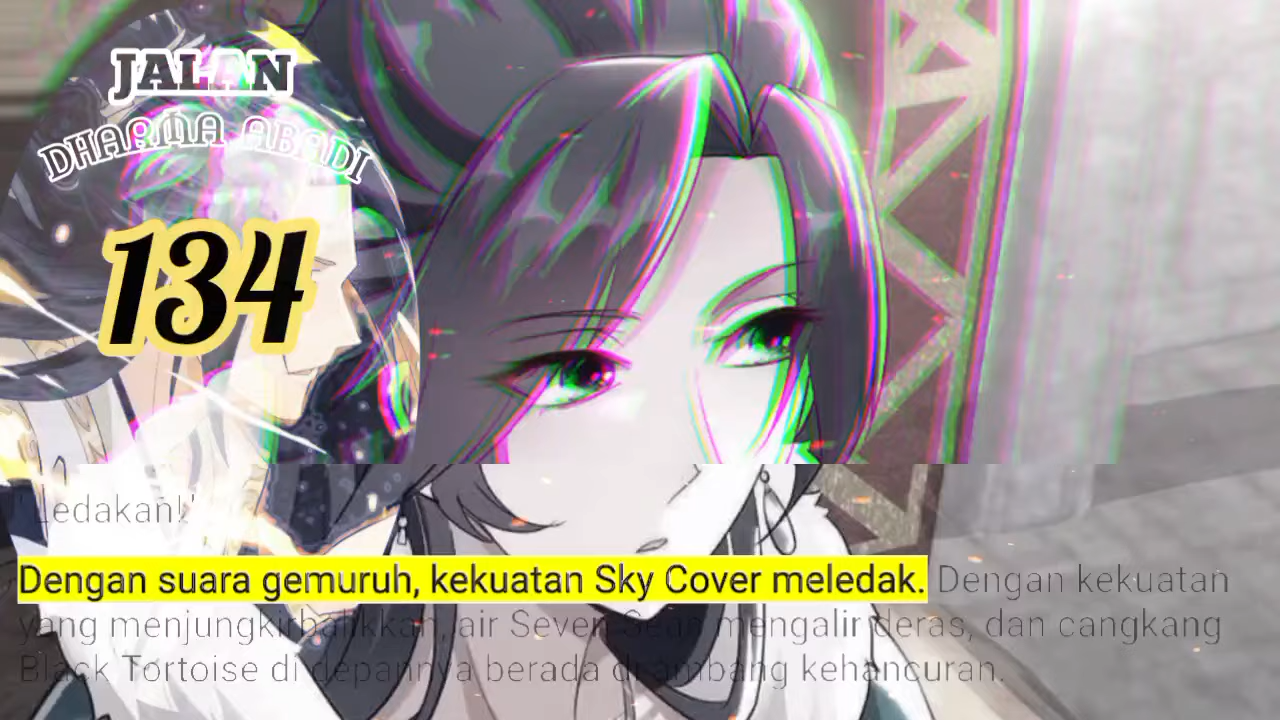 JALAN
DHARMA ABADI
134
"Ledakan!"
Dengan suara gemuruh, kekuatan Sky Cover meledak. Dengan kekuatan
yang menjungkirbalikkan, air Seven Sean mengalir deras, dan cangkang
Black Tortoise di depannya berada di ambang kehancuran.